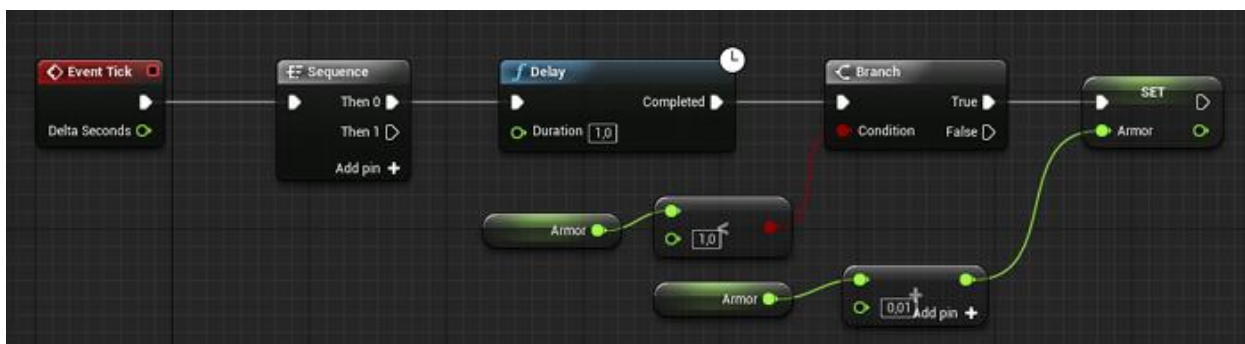 Event Tick
Delta Seconds
Sequence
Then 0
Then 1
Add pin +
f Delay
Completed
Duration 1,0
Branch
True
Condition
False
SET
Armor
Armor
<
1,0
Armor
+
0,01
Add pin +